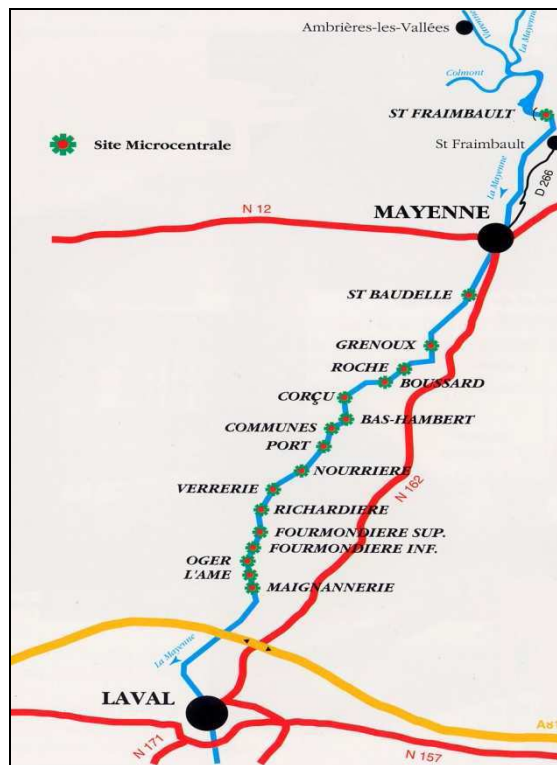 Ambrières-les-Vallées
La Mayenne
Colmont
ST FRAIMBAULT
Site Microcentrale
St Fraimbault
D 266
La Mayenne
MAYENNE
N 12
ST BAUDELLE
GRENOUX
ROCHE
BOUSSARD
CORÇU
BAS-HAMBERT
COMMUNES
PORT
NOURRIERE
N 162
VERRERIE
RICHARDIERE
FOURMONDIERE SUP.
FOURMONDIERE INF.
OGER
L'AME
MAIGNANNERIE
La Mayenne
LAVAL
A81
N 171
N 157